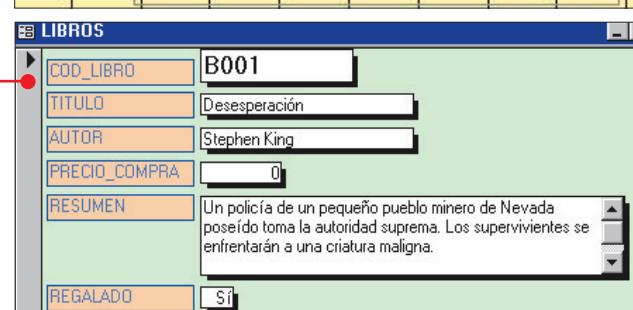 LIBROS
COD_LIBRO B001
TITULO Desesperación
AUTOR Stephen King
PRECIO_COMPRA 0
RESUMEN Un policía de un pequeño pueblo minero de Nevada
poseído toma la autoridad suprema. Los supervivientes se
enfrentarán a una criatura maligna.
REGALADO Sí